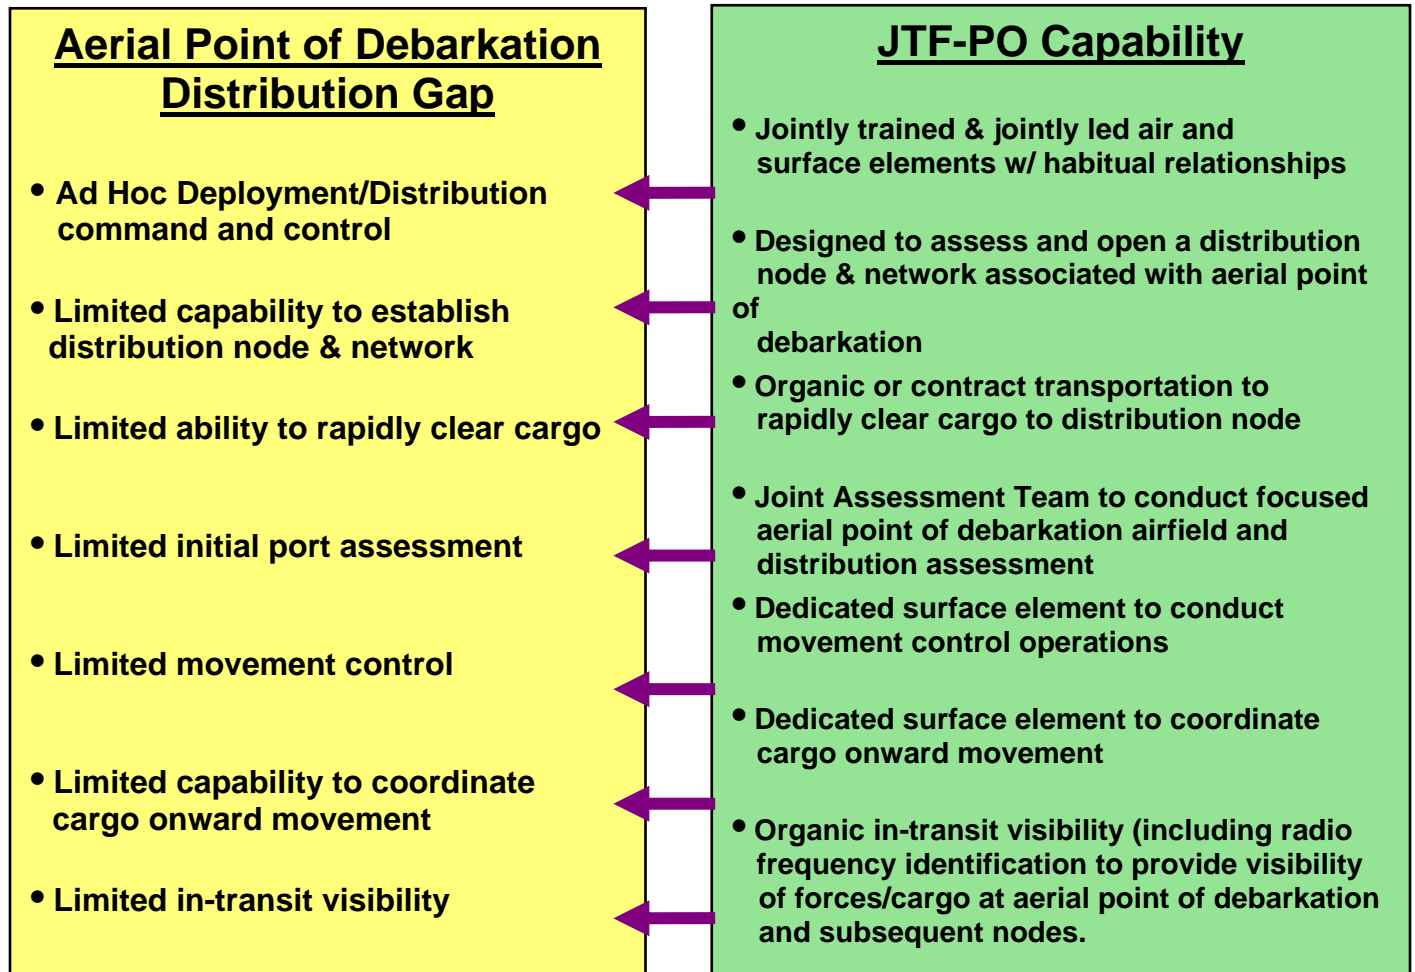 Aerial Point of Debarkation
Distribution Gap
• Ad Hoc Deployment/Distribution
command and control
• Limited capability to establish
distribution node & network
• Limited ability to rapidly clear cargo
• Limited initial port assessment
• Limited movement control
• Limited capability to coordinate
cargo onward movement
• Limited in-transit visibility
JTF-PO Capability
• Jointly trained & jointly led air and
surface elements w/ habitual relationships
• Designed to assess and open a distribution
node & network associated with aerial point
of
debarkation
• Organic or contract transportation to
rapidly clear cargo to distribution node
• Joint Assessment Team to conduct focused
aerial point of debarkation airfield and
distribution assessment
• Dedicated surface element to conduct
movement control operations
• Dedicated surface element to coordinate
cargo onward movement
• Organic in-transit visibility (including radio
frequency identification to provide visibility
of forces/cargo at aerial point of debarkation
and subsequent nodes.